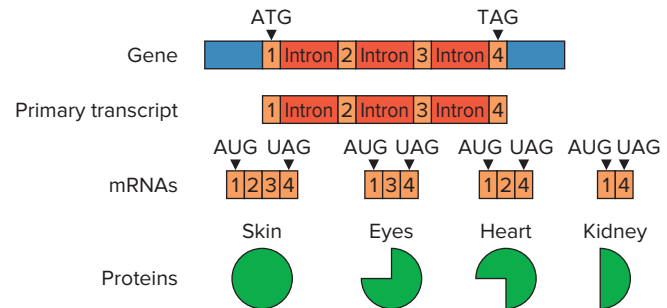 ATG TAG
Gene 1 Intron 2 Intron 3 Intron 4
Primary transcript 1 Intron 2 Intron 3 Intron 4
AUG UAG AUG UAG AUG UAG AUG UAG
mRNAs 1 2 3 4 1 3 4 1 2 4 1 4
Skin Eyes Heart Kidney
Proteins